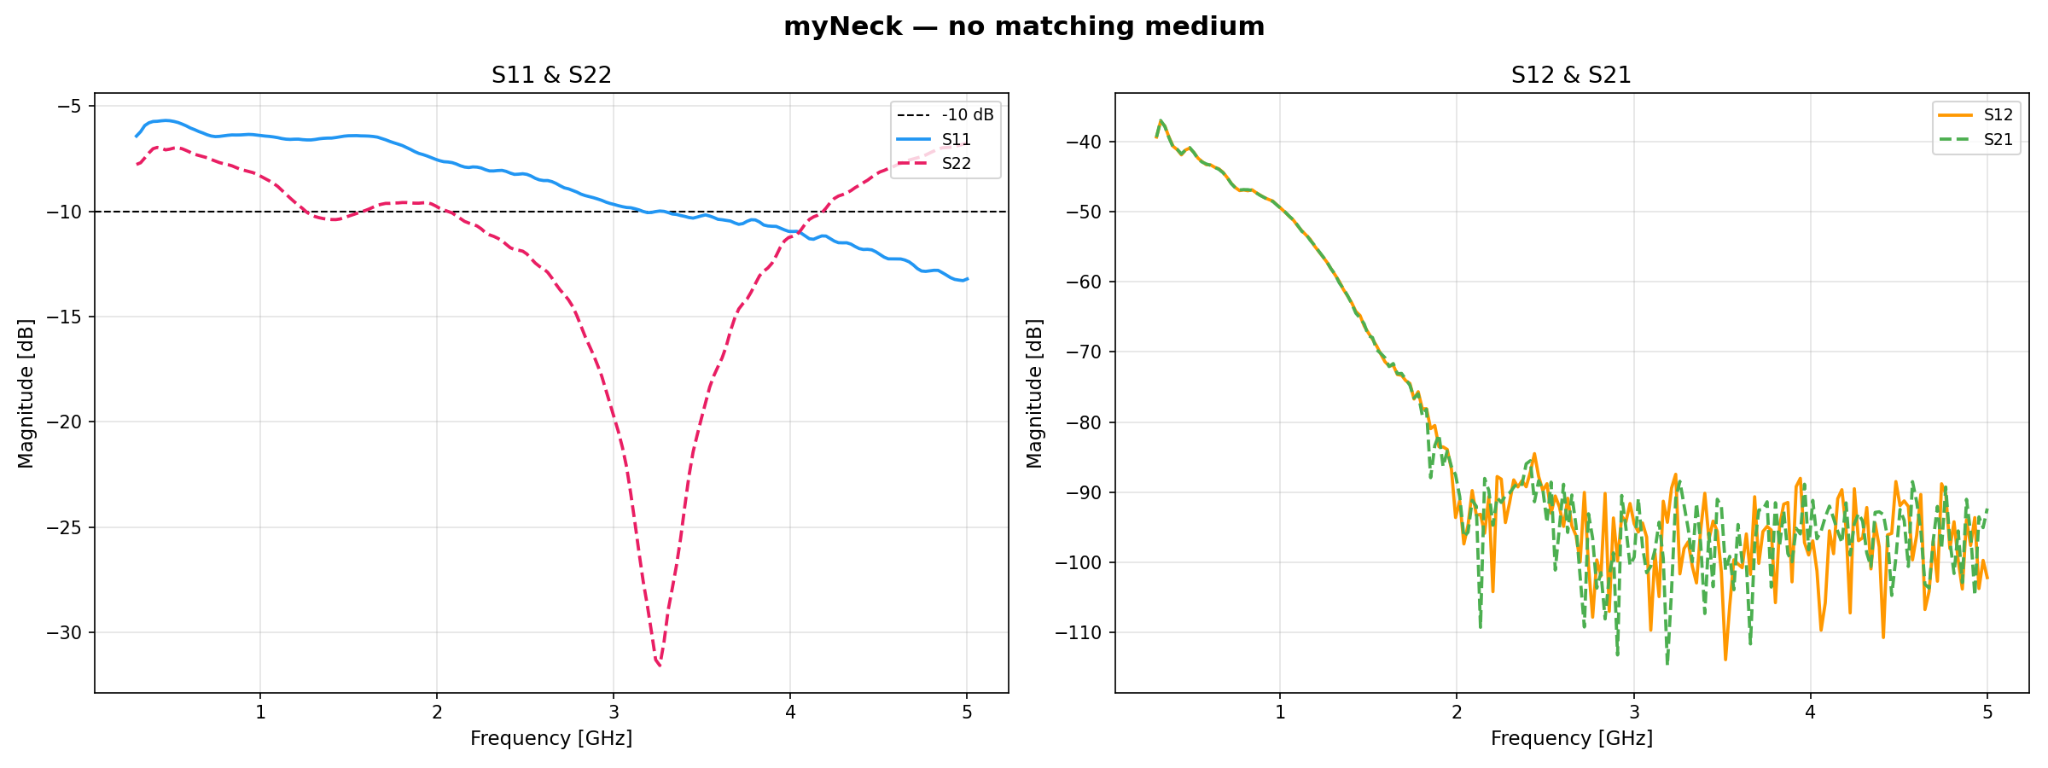 myNeck — no matching medium
S11 & S22
Magnitude [dB]
−5
−10
−15
−20
−25
−30
-10 dB
S11
S22
1
2
3
4
5
Frequency [GHz]
S12 & S21
Magnitude [dB]
−40
−50
−60
−70
−80
−90
−100
−110
S12
S21
1
2
3
4
5
Frequency [GHz]